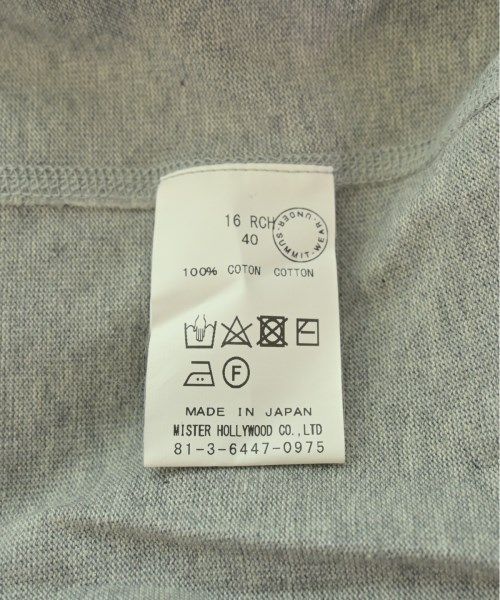 16 RCH
40
UNDER·SUMMIT-WEAR·
100% COTON COTTON
F
MADE IN JAPAN
MISTER HOLLYWOOD CO.,LTD
81-3-6447-0975